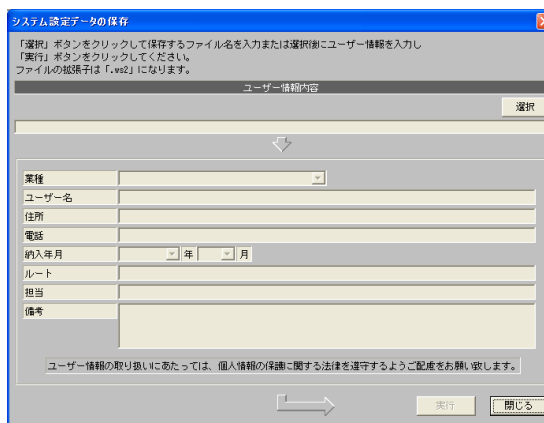 システム設定データの保存
「選択」ボタンをクリックして保存するファイル名を入力または選択後にユーザー情報を入力し
「実行」ボタンをクリックしてください。
ファイルの拡張子は「.ws2」になります。
ユーザー情報内容
選択
業種
ユーザー名
住所
電話
納入年月 年 月
ルート
担当
備考
ユーザー情報の取り扱いにあたっては、個人情報の保護に関する法律を遵守するようご配慮をお願い致します。
実行 閉じる